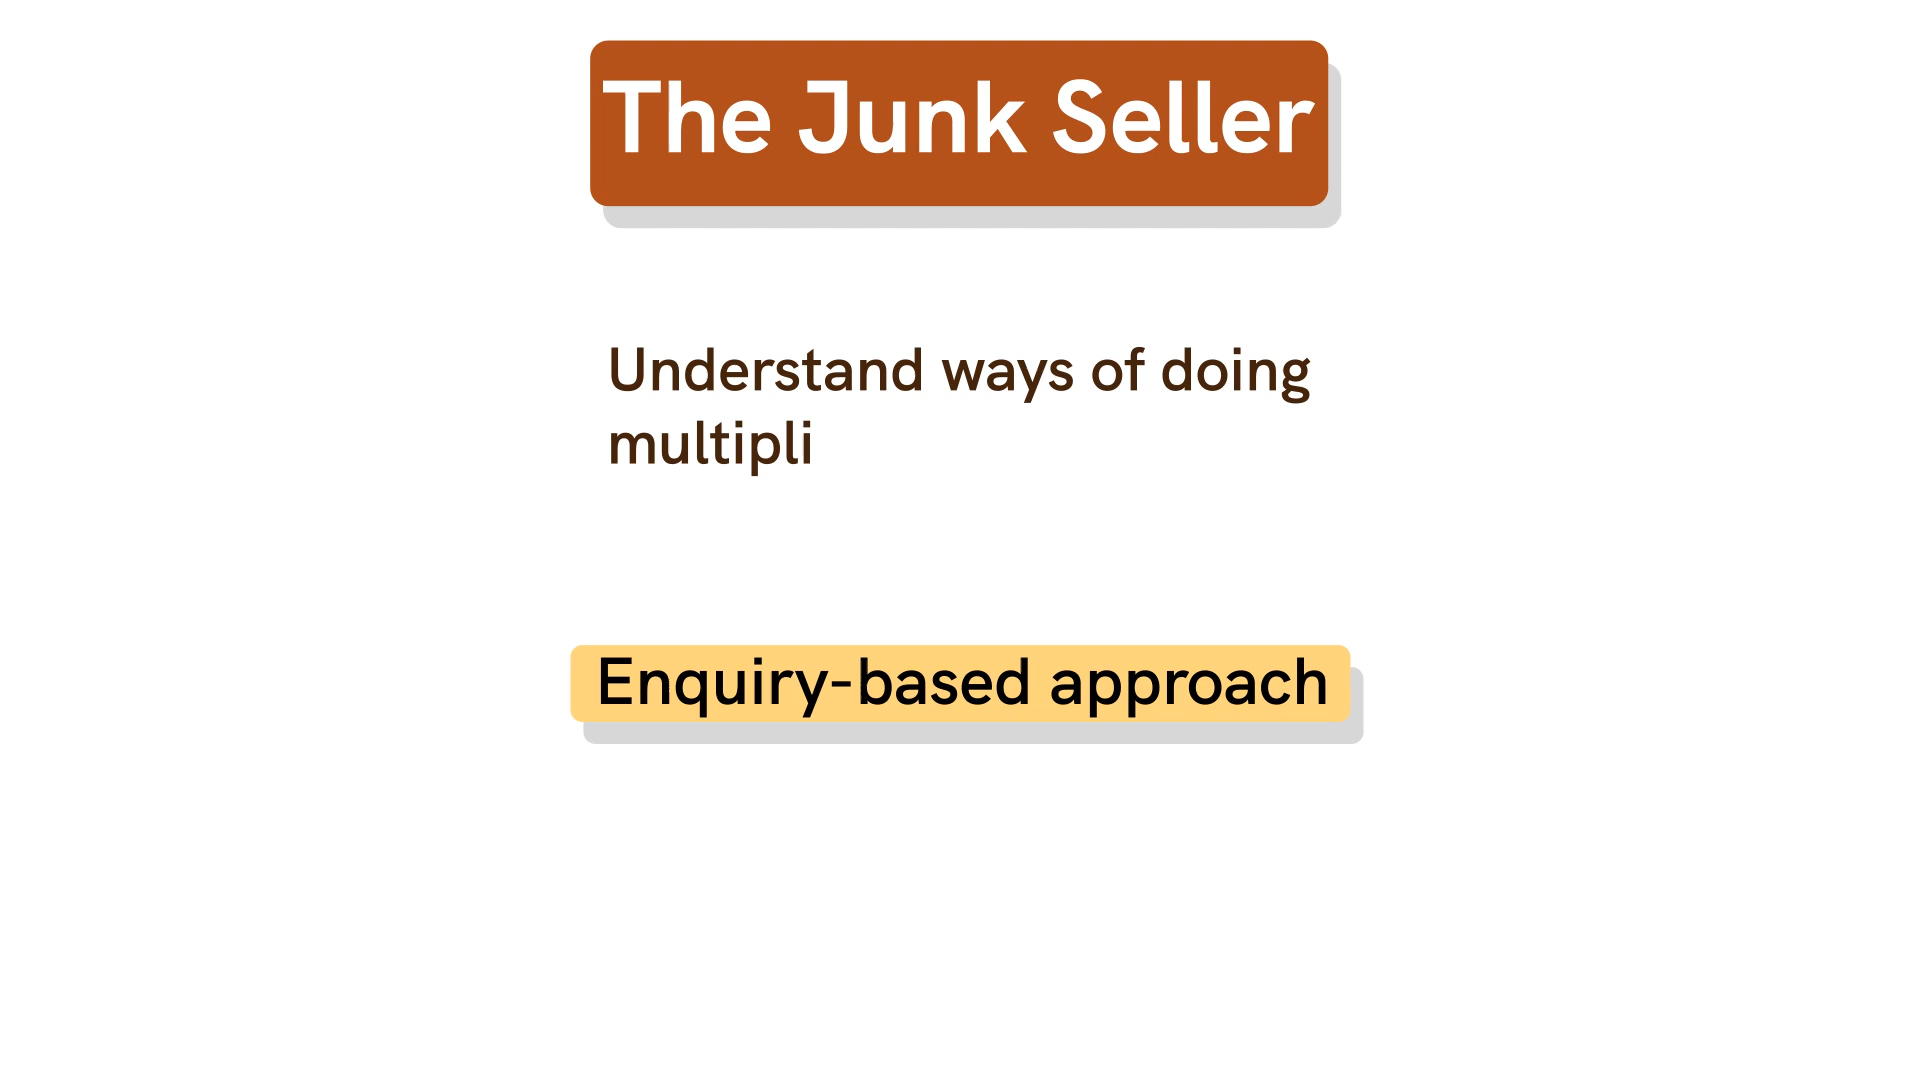 The Junk Seller
Understand ways of doing
multipli
Enquiry-based approach